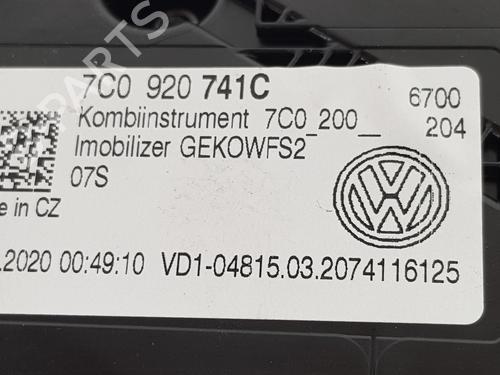 7C0 920 741C
6700
Kombiinstrument 7C0_200__
204
Imobilizer GEKOWFS2
07S
e in CZ
.2020 00:49:10 VD1-04815.03.2074116125